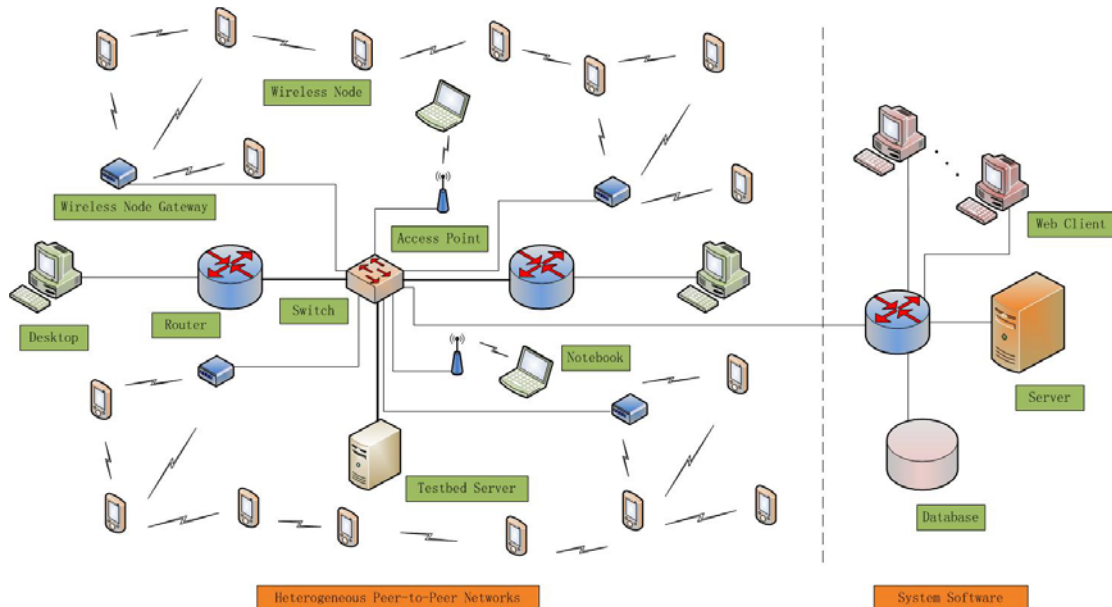 Wireless Node
Wireless Node Gateway
Access Point
Web Client
Desktop
Router
Switch
Notebook
Server
Testbed Server
Database
Heterogeneous Peer-to-Peer Networks
System Software